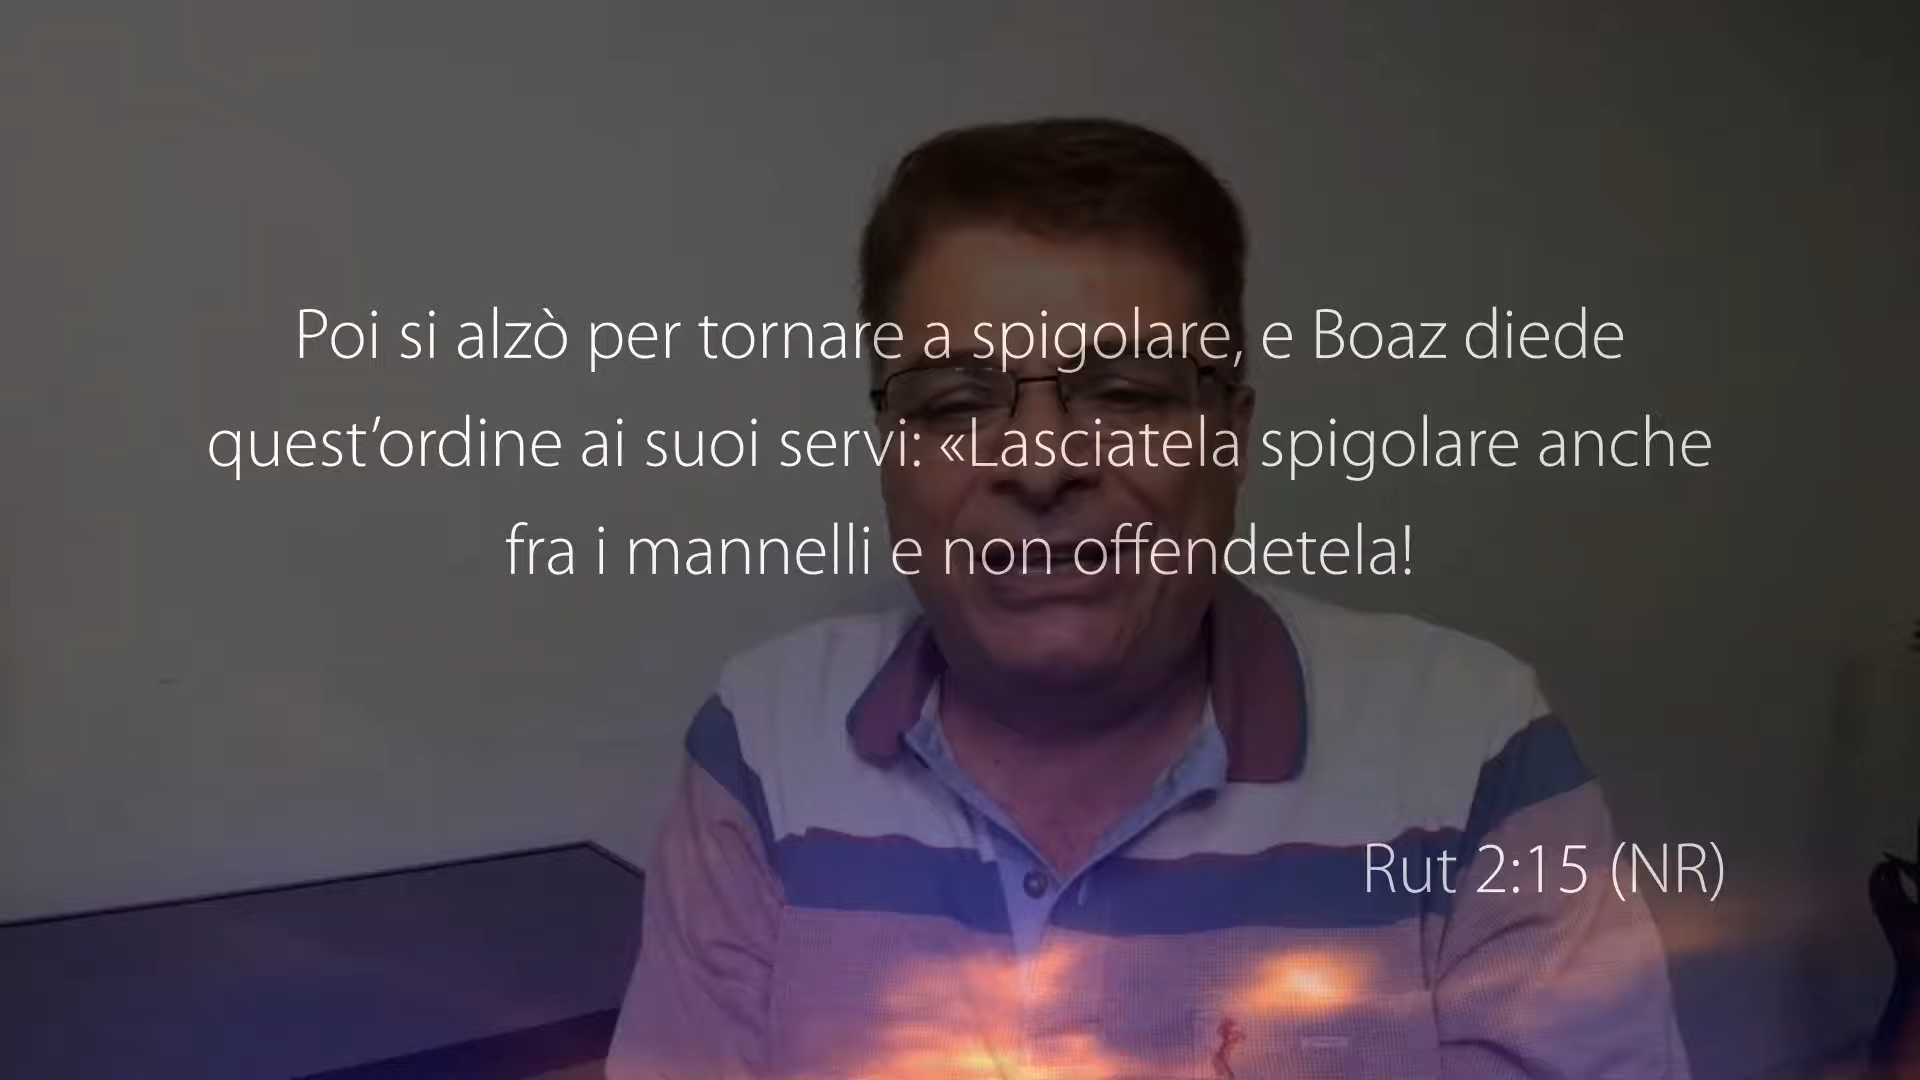 Poi si alzò per tornare a spigolare, e Boaz diede
quest’ordine ai suoi servi: «Lasciatela spigolare anche
fra i mannelli e non offendetela!
Rut 2:15 (NR)